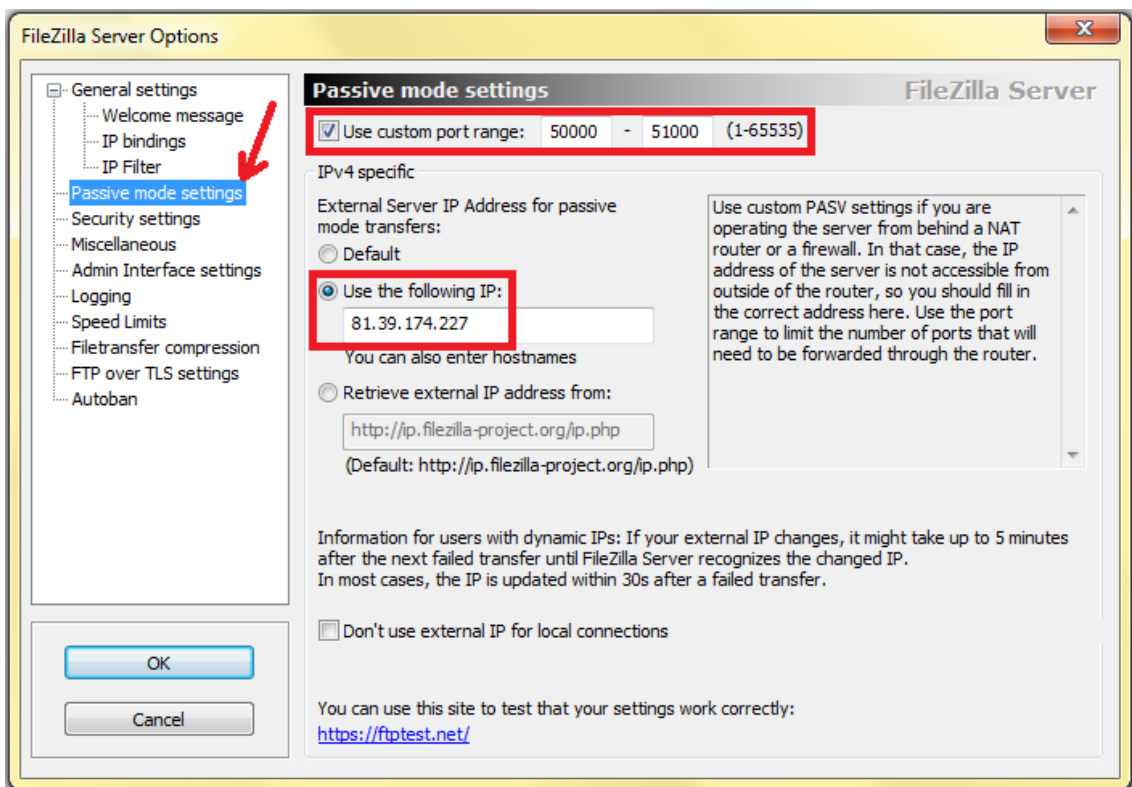 FileZilla Server Options
General settings
Welcome message
IP bindings
IP Filter
Passive mode settings
Security settings
Miscellaneous
Admin Interface settings
Logging
Speed Limits
Filetransfer compression
FTP over TLS settings
Autoban
OK
Cancel
Passive mode settings
FileZilla Server
Use custom port range: 50000 - 51000 (1-65535)
IPv4 specific
External Server IP Address for passive
mode transfers:
Default
Use the following IP:
81.39.174.227
You can also enter hostnames
Retrieve external IP address from:
http://ip.filezilla-project.org/ip.php
(Default: http://ip.filezilla-project.org/ip.php)
Use custom PASV settings if you are
operating the server from behind a NAT
router or a firewall. In that case, the IP
address of the server is not accessible from
outside of the router, so you should fill in
the correct address here. Use the port
range to limit the number of ports that will
need to be forwarded through the router.
Information for users with dynamic IPs: If your external IP changes, it might take up to 5 minutes
after the next failed transfer until FileZilla Server recognizes the changed IP.
In most cases, the IP is updated within 30s after a failed transfer.
Don't use external IP for local connections
You can use this site to test that your settings work correctly:
https://ftptest.net/